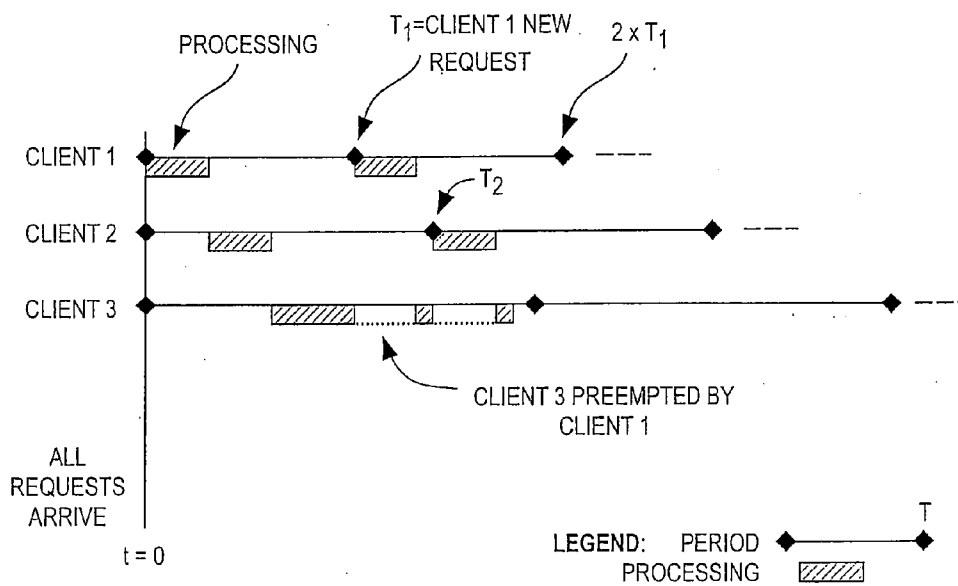 PROCESSING
T1=CLIENT 1 NEW
REQUEST
2 x T1
CLIENT 1
T2
CLIENT 2
CLIENT 3
CLIENT 3 PREEMPTED BY
CLIENT 1
ALL
REQUESTS
ARRIVE
t = 0
T
LEGEND: PERIOD
PROCESSING